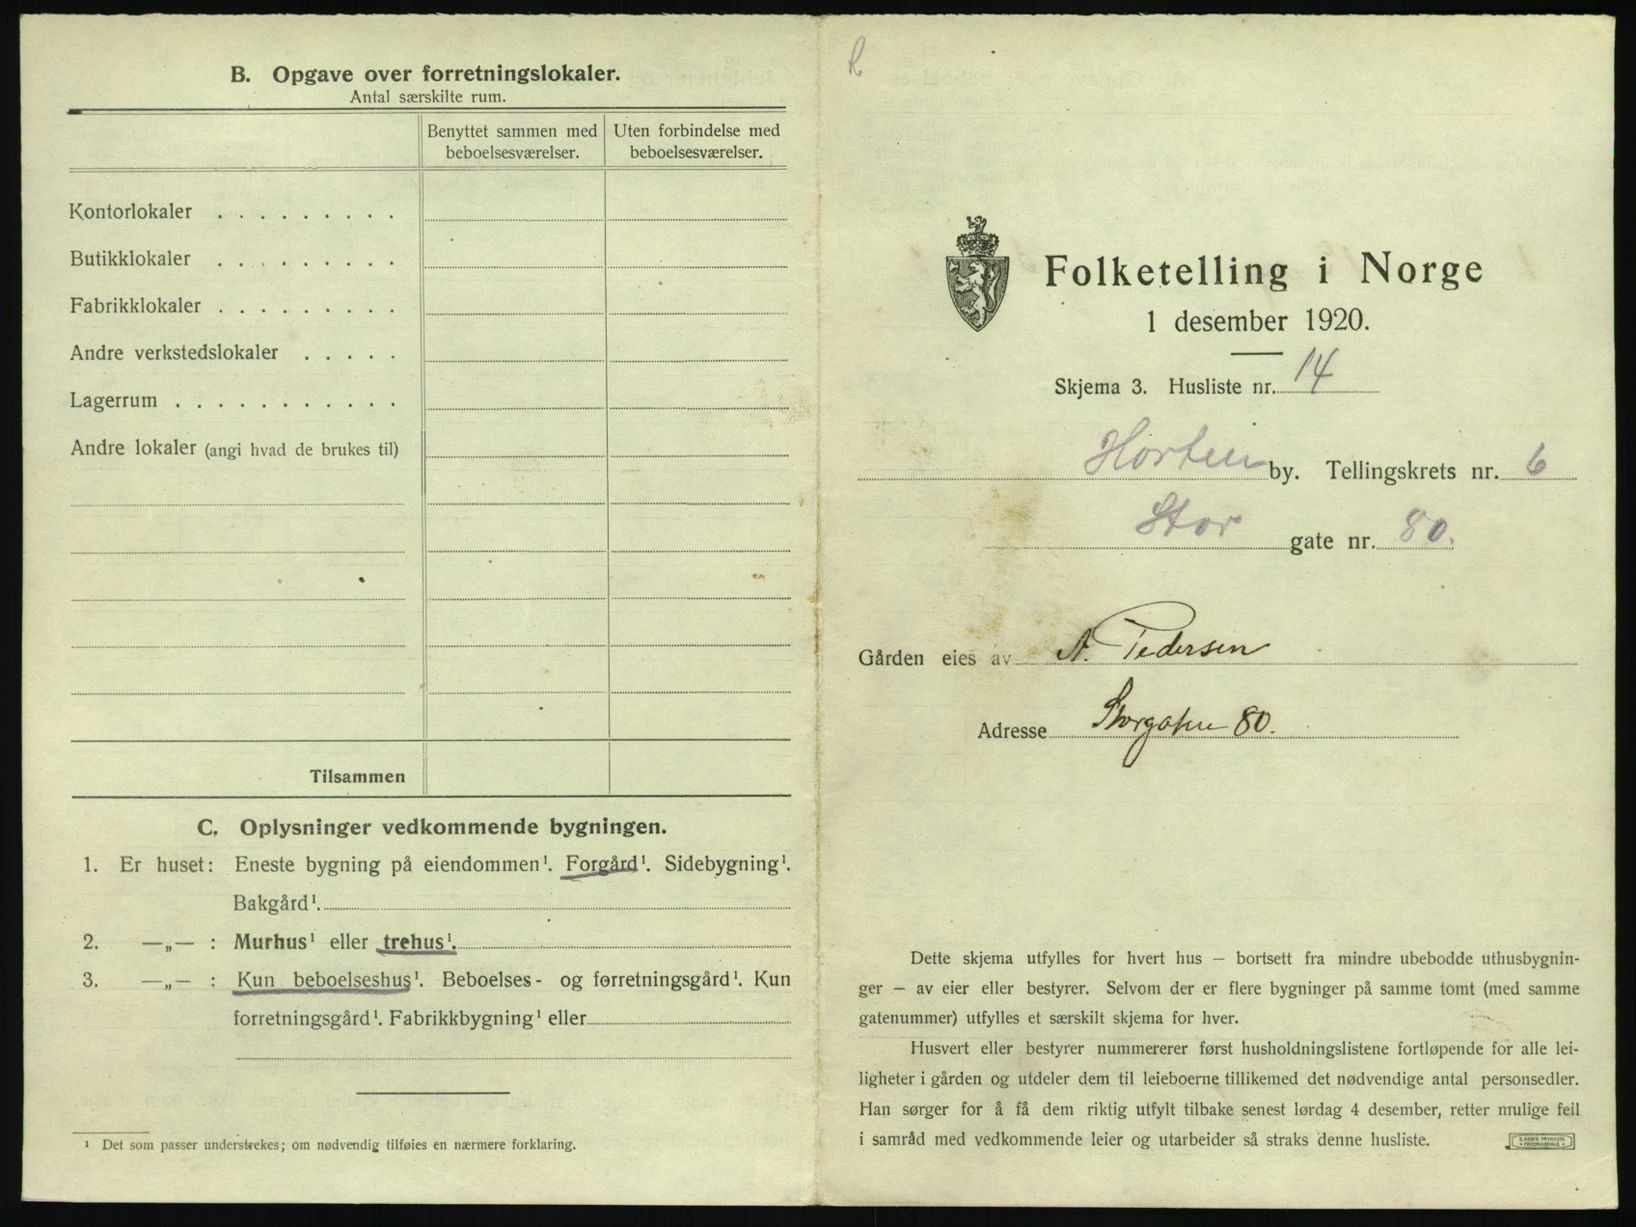 B. Opgave over forretningslokaler.
Antal særskilte rum.
Benyttet sammen med beboelsesværelser.
Uten forbindelse med beboelsesværelser.
Kontorlokaler . . . . . . . . .
Butikklokaler . . . . . . . . .
Fabrikklokaler . . . . . . . . .
Andre verkstedslokaler . . . . .
Lagerrum . . . . . . . . . . .
Andre lokaler (angi hvad de brukes til)
Tilsammen
C. Oplysninger vedkommende bygningen.
1. Er huset: Eneste bygning på eiendommen¹. Forgård¹. Sidebygning¹.
Bakgård¹.
2. —„— : Murhus¹ eller trehus¹.
3. —„— : Kun beboelseshus¹. Beboelses- og forretningsgård¹. Kun
forretningsgård¹. Fabrikkbygning¹ eller
¹ Det som passer understrekes; om nødvendig tilføies en nærmere forklaring.
Folketelling i Norge
1 desember 1920.
Skjema 3. Husliste nr. 14
Horten by. Tellingskrets nr. 6
Stor gate nr. 80.
Gården eies av A. Pedersen
Adresse Storgaten 80.
Dette skjema utfylles for hvert hus — bortsett fra mindre ubebodde uthusbygnin-
ger — av eier eller bestyrer. Selvom der er flere bygninger på samme tomt (med samme
gatenummer) utfylles et særskilt skjema for hver.
Husvert eller bestyrer nummererer først husholdningslistene fortløpende for alle lei-
ligheter i gården og utdeler dem til leieboerne tillikemed det nødvendige antal personsedler.
Han sørger for å få dem riktig utfylt tilbake senest lørdag 4 desember, retter mulige feil
i samråd med vedkommende leier og utarbeider så straks denne husliste.